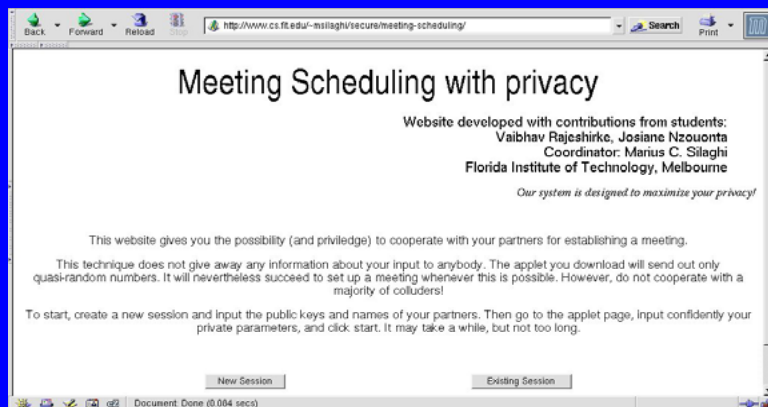 Back Forward Reload Stop http://www.cs.fit.edu/~msilaghi/secure/meeting-scheduling/ Search Print
Meeting Scheduling with privacy
Website developed with contributions from students:
Vaibhav Rajeshirke, Josiane Nzouonta
Coordinator: Marius C. Silaghi
Florida Institute of Technology, Melbourne
Our system is designed to maximize your privacy!
This website gives you the possibility (and priviledge) to cooperate with your partners for establishing a meeting.
This technique does not give away any information about your input to anybody. The applet you download will send out only
quasi-random numbers. It will nevertheless succeed to set up a meeting whenever this is possible. However, do not cooperate with a
majority of colluders!
To start, create a new session and input the public keys and names of your partners. Then go to the applet page, input confidently your
private parameters, and click start. It may take a while, but not too long.
New Session Existing Session
Document: Done (0.084 secs)